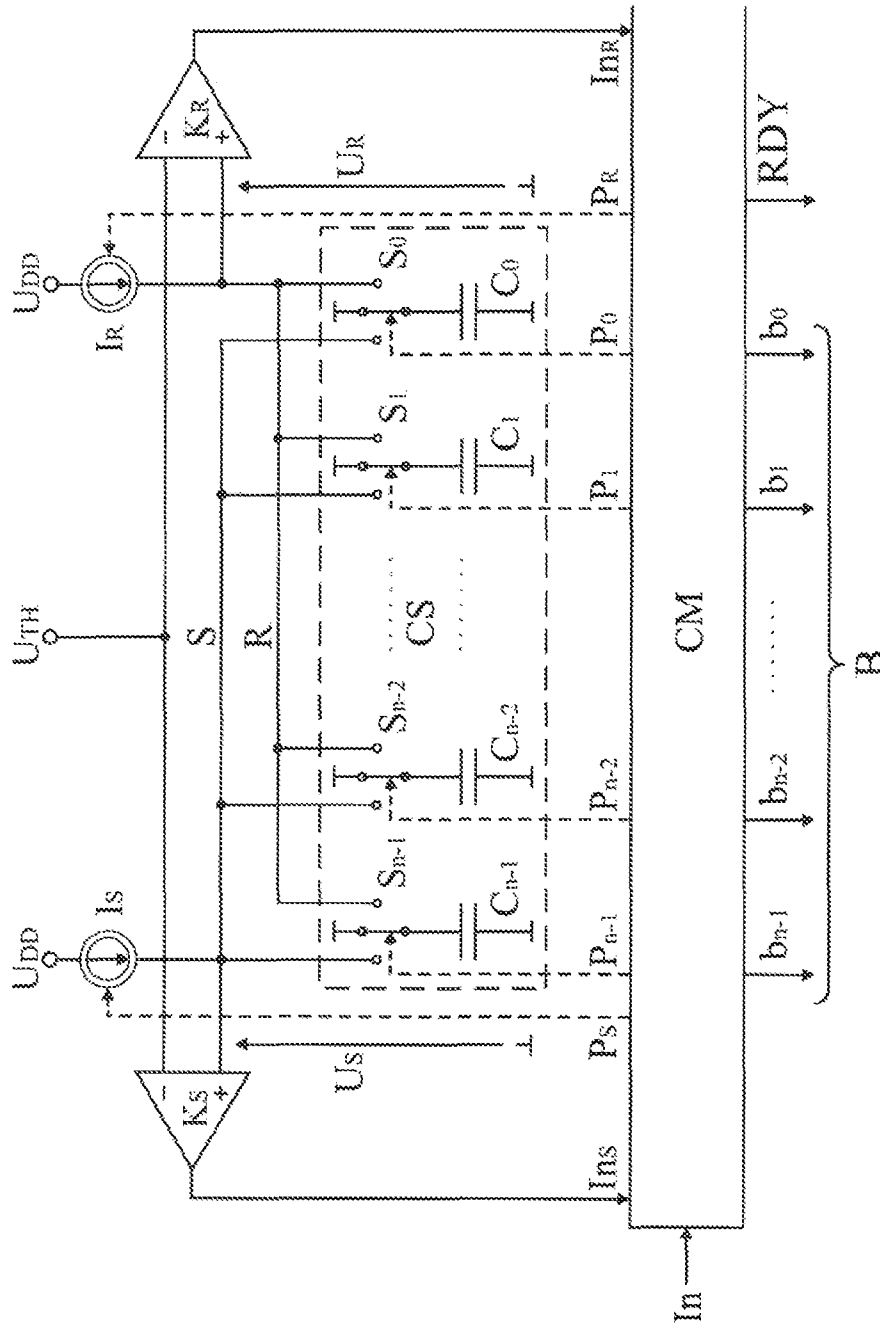 UDD
UTH
UDD
IS
IR
KS
KR
S
R
US
UR
Sn-1
Sn-2
S1
S0
CS
Cn-1
Cn-2
C1
C0
InS
PS
Pn-1
Pn-2
P1
P0
PR
InR
In
CM
bn-1
bn-2
b1
b0
RDY
B